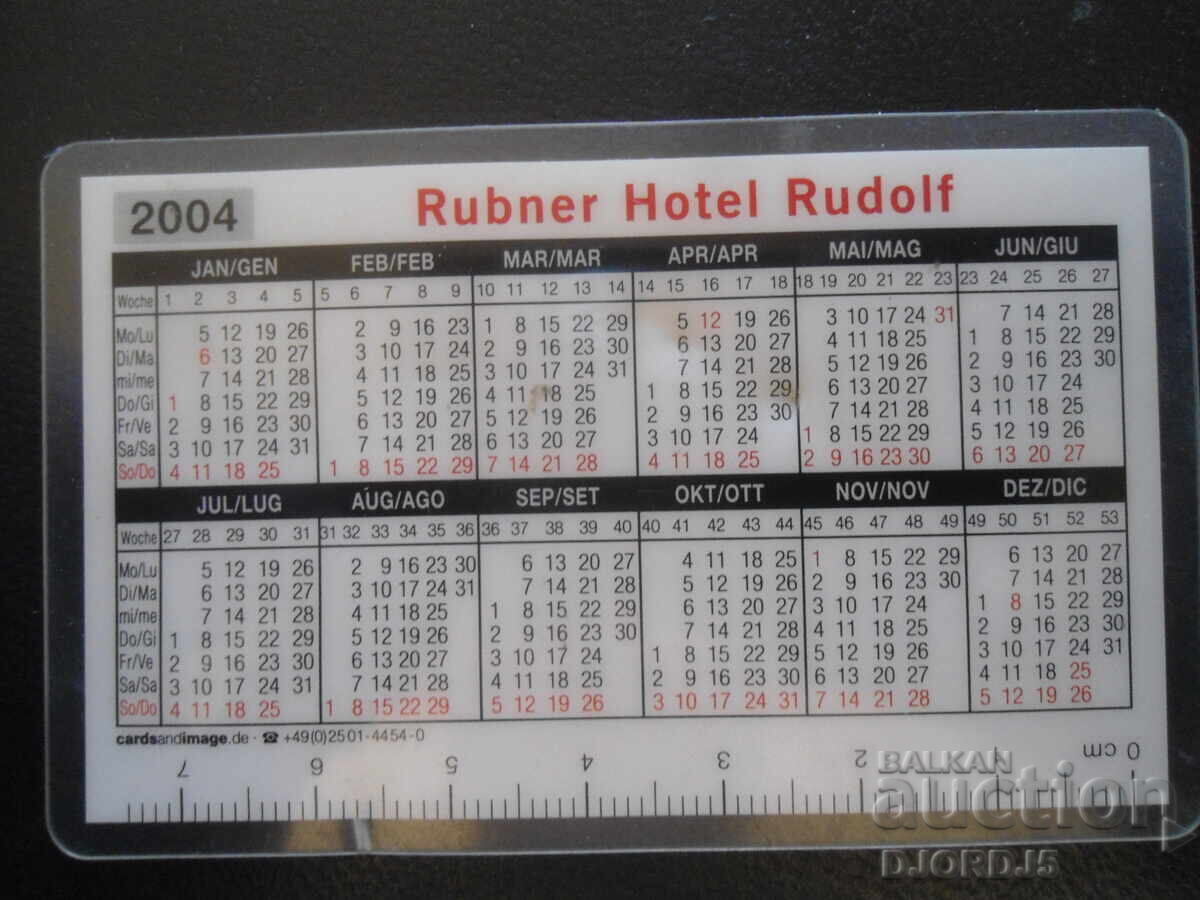 2004 Rubner Hotel Rudolf
JAN/GEN FEB/FEB MAR/MAR APR/APR MAI/MAG JUN/GIU
Woche 1 2 3 4 5 5 6 7 8 9 10 11 12 13 14 14 15 16 17 18 18 19 20 21 22 23 23 24 25 26 27
Mo/Lu 5 12 19 26 2 9 16 23 1 8 15 22 29 5 12 19 26 3 10 17 24 31 7 14 21 28
Di/Ma 6 13 20 27 3 10 17 24 2 9 16 23 30 6 13 20 27 4 11 18 25 1 8 15 22 29
mi/me 7 14 21 28 4 11 18 25 3 10 17 24 31 7 14 21 28 5 12 19 26 2 9 16 23 30
Do/Gi 1 8 15 22 29 5 12 19 26 4 11 18 25 1 8 15 22 29 6 13 20 27 3 10 17 24
Fr/Ve 2 9 16 23 30 6 13 20 27 5 12 19 26 2 9 16 23 30 7 14 21 28 4 11 18 25
Sa/Sa 3 10 17 24 31 7 14 21 28 6 13 20 27 3 10 17 24 1 8 15 22 29 5 12 19 26
So/Do 4 11 18 25 1 8 15 22 29 7 14 21 28 4 11 18 25 2 9 16 23 30 6 13 20 27
JUL/LUG AUG/AGO SEP/SET OKT/OTT NOV/NOV DEZ/DIC
Woche 27 28 29 30 31 31 32 33 34 35 36 36 37 38 39 40 40 41 42 43 44 45 46 47 48 49 49 50 51 52 53
Mo/Lu 5 12 19 26 2 9 16 23 30 6 13 20 27 4 11 18 25 1 8 15 22 29 6 13 20 27
Di/Ma 6 13 20 27 3 10 17 24 31 7 14 21 28 5 12 19 26 2 9 16 23 30 7 14 21 28
mi/me 7 14 21 28 4 11 18 25 1 8 15 22 29 6 13 20 27 3 10 17 24 1 8 15 22 29
Do/Gi 1 8 15 22 29 5 12 19 26 2 9 16 23 30 7 14 21 28 4 11 18 25 2 9 16 23 30
Fr/Ve 2 9 16 23 30 6 13 20 27 3 10 17 24 1 8 15 22 29 5 12 19 26 3 10 17 24 31
Sa/Sa 3 10 17 24 31 7 14 21 28 4 11 18 25 2 9 16 23 30 6 13 20 27 4 11 18 25
So/Do 4 11 18 25 1 8 15 22 29 5 12 19 26 3 10 17 24 31 7 14 21 28 5 12 19 26
cardsandimage.de · ☎ +49(0)2501-4454-0
7 6 5 4 3 2 1 0 cm
BALKAN
auction
DJORDJ5